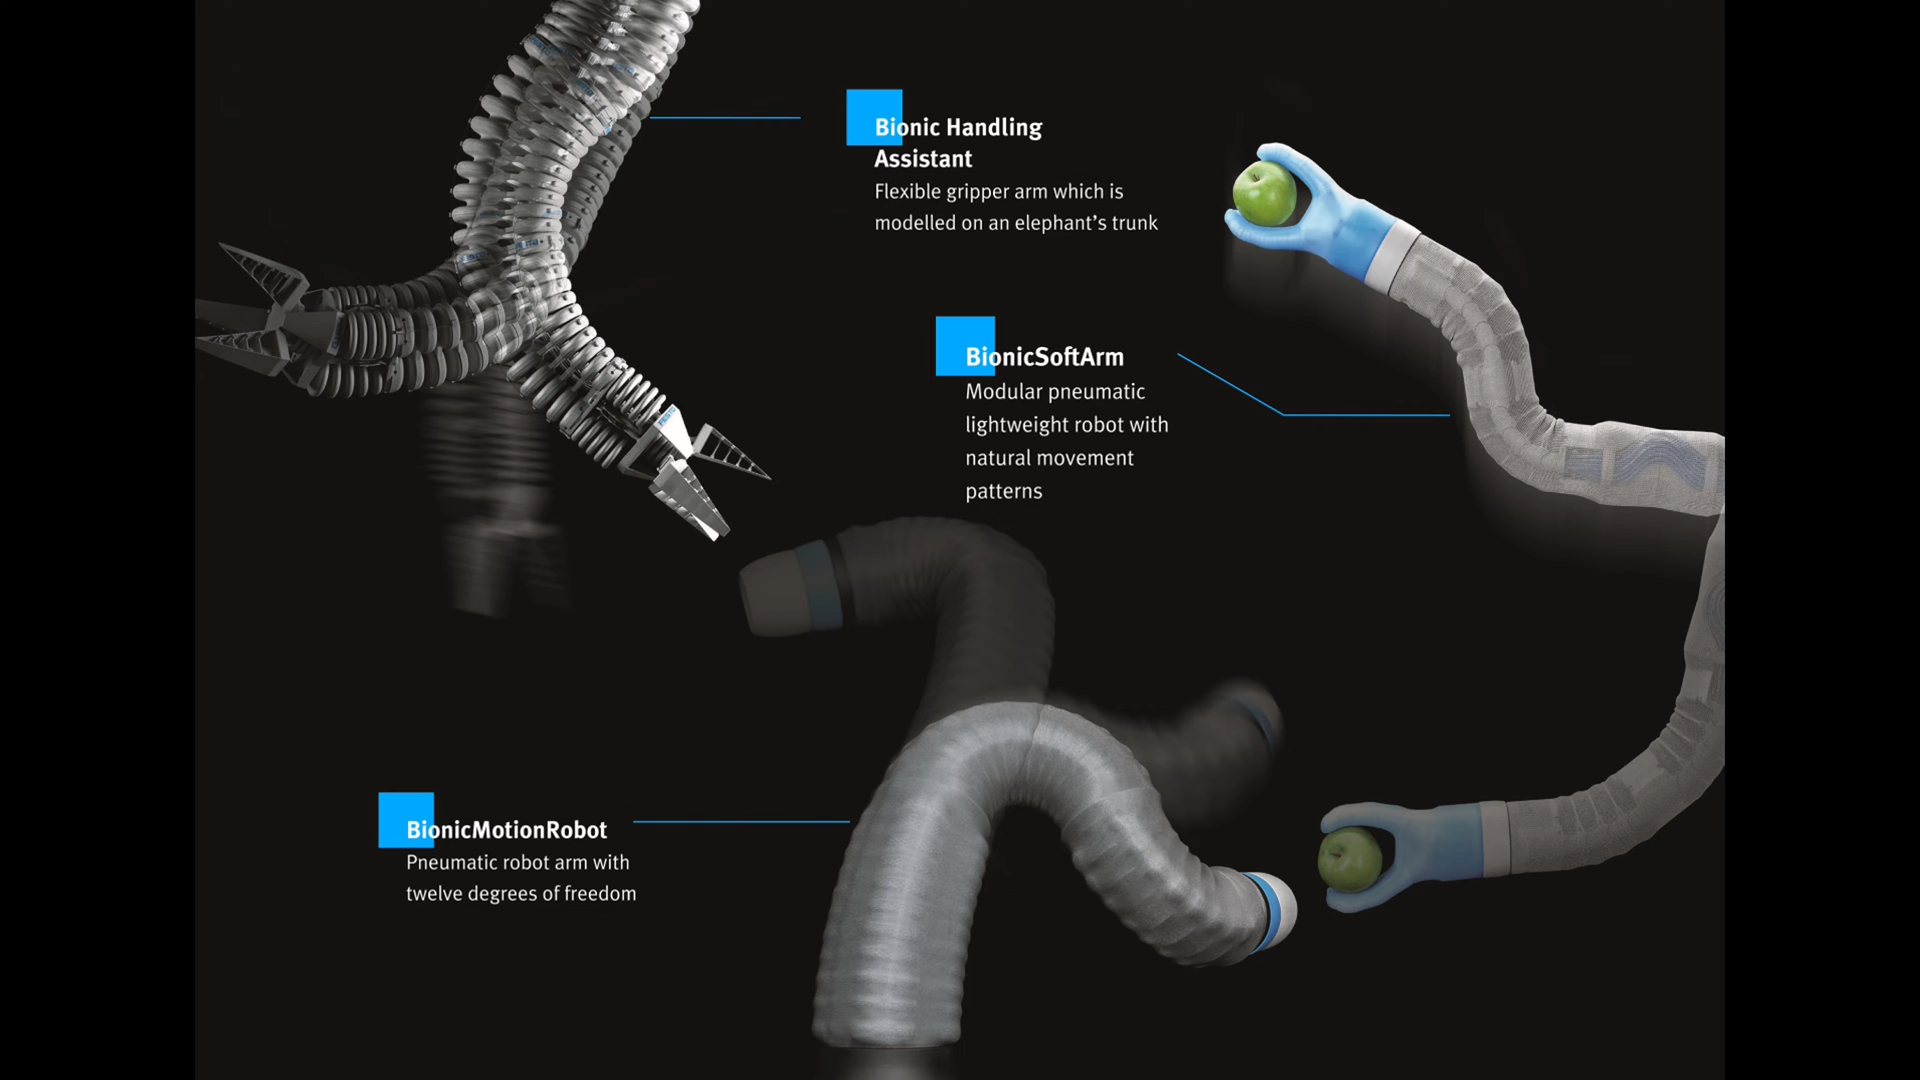 Bionic Handling
Assistant
Flexible gripper arm which is
modelled on an elephant's trunk
BionicSoftArm
Modular pneumatic
lightweight robot with
natural movement
patterns
FESTO
BionicMotionRobot
Pneumatic robot arm with
twelve degrees of freedom